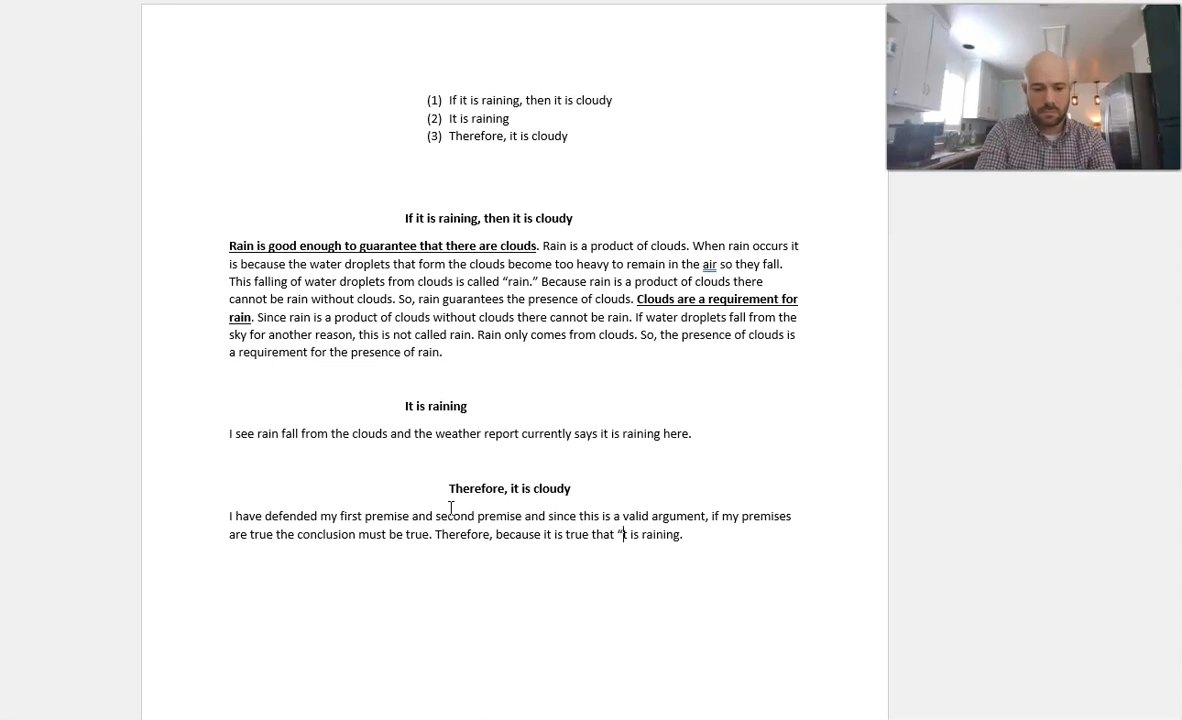 (1) If it is raining, then it is cloudy
(2) It is raining
(3) Therefore, it is cloudy
If it is raining, then it is cloudy
Rain is good enough to guarantee that there are clouds. Rain is a product of clouds. When rain occurs it
is because the water droplets that form the clouds become too heavy to remain in the air so they fall.
This falling of water droplets from clouds is called “rain.” Because rain is a product of clouds there
cannot be rain without clouds. So, rain guarantees the presence of clouds. Clouds are a requirement for
rain. Since rain is a product of clouds without clouds there cannot be rain. If water droplets fall from the
sky for another reason, this is not called rain. Rain only comes from clouds. So, the presence of clouds is
a requirement for the presence of rain.
It is raining
I see rain fall from the clouds and the weather report currently says it is raining here.
Therefore, it is cloudy
I have defended my first premise and second premise and since this is a valid argument, if my premises
are true the conclusion must be true. Therefore, because it is true that “t is raining.